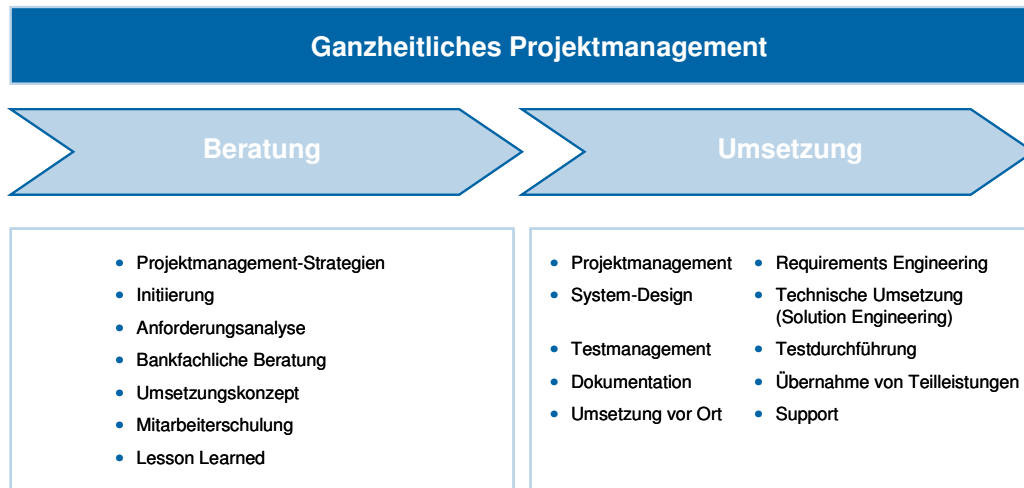 Ganzheitliches Projektmanagement
Beratung
Umsetzung
• Projektmanagement-Strategien
• Initiierung
• Anforderungsanalyse
• Bankfachliche Beratung
• Umsetzungskonzept
• Mitarbeiterschulung
• Lesson Learned
• Projektmanagement
• System-Design
• Testmanagement
• Dokumentation
• Umsetzung vor Ort
• Requirements Engineering
• Technische Umsetzung
(Solution Engineering)
• Testdurchführung
• Übernahme von Teilleistungen
• Support